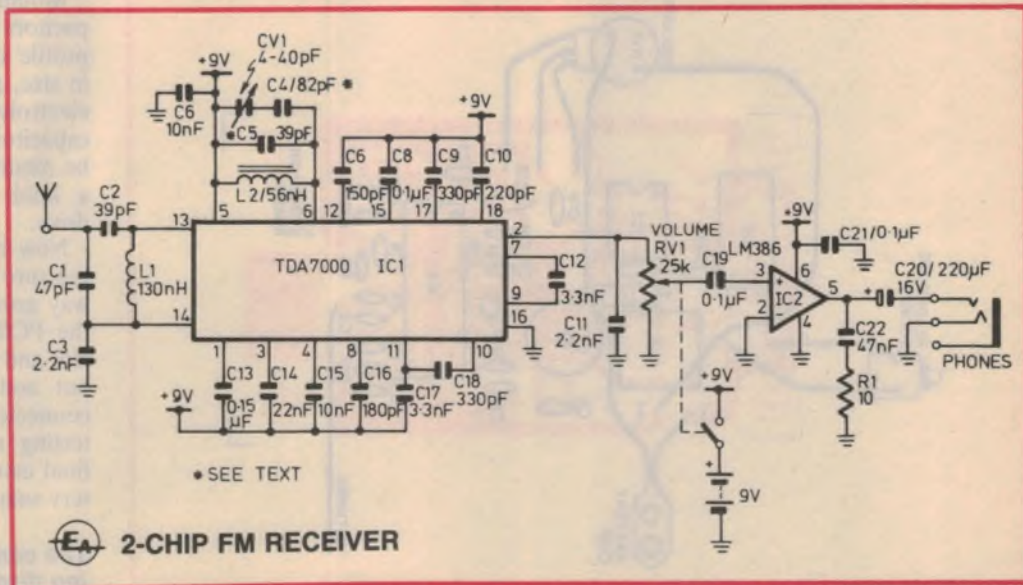 +9V
CV1
4-40pF
C4/82pF *
C6
10nF
* C5 39pF
L2/56nH
+9V
C6
150pF
C8
0·1µF
C9
330pF
C10
220pF
C2
39pF
13
5
6
12
15
17
18
C1
47pF
L1
130nH
C3
2·2nF
14
TDA7000 IC1
2
7
9
16
C12
3·3nF
C11
2·2nF
VOLUME
RV1
25k
C19
0·1µF
LM386
+9V
C21/0·1µF
3
6
+
IC2
5
2
-
4
C20/220µF
+
16V
C22
47nF
R1
10
PHONES
1
3
4
8
11
10
+9V
C13
0·15
µF
C14
22nF
C15
10nF
C16
180pF
C17
3·3nF
C18
330pF
+9V
+
9V
* SEE TEXT
EA 2-CHIP FM RECEIVER